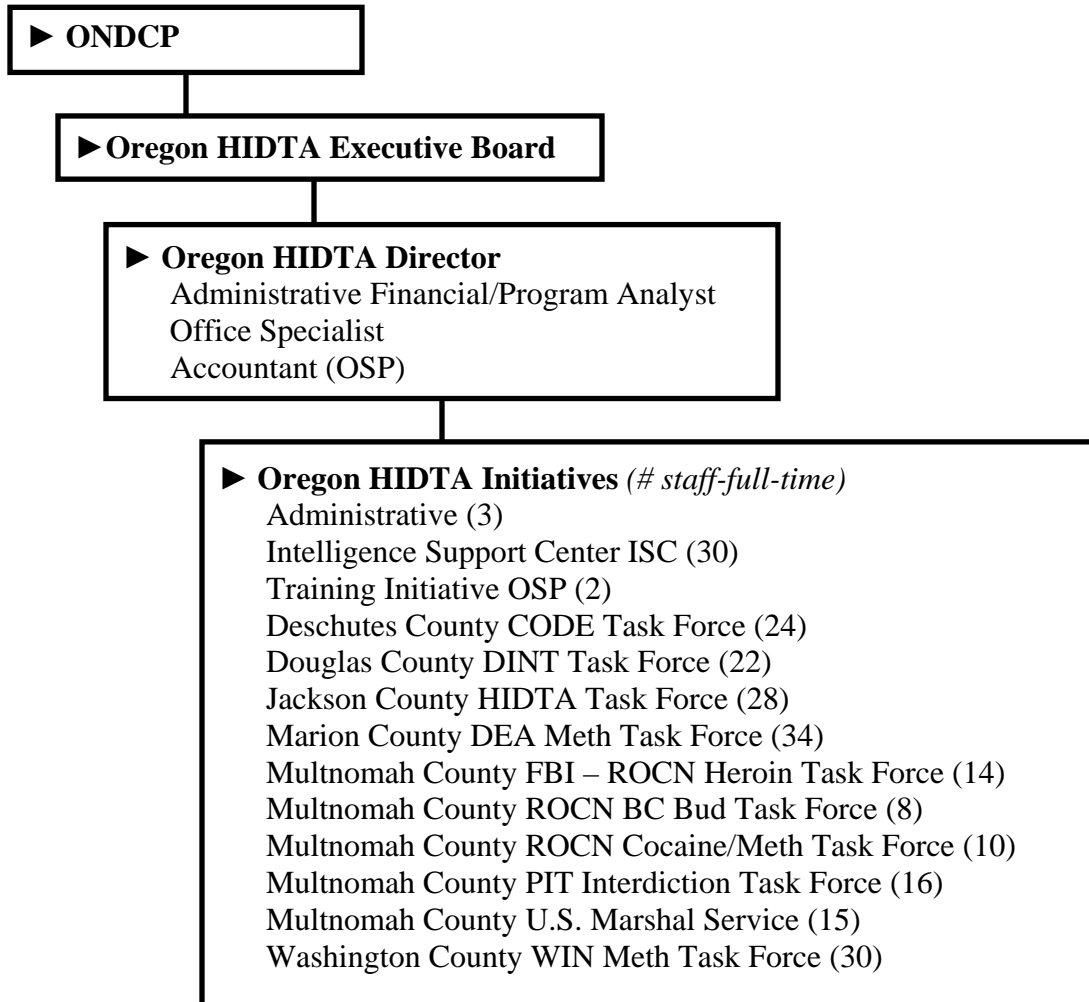 ► ONDCP
►Oregon HIDTA Executive Board
► Oregon HIDTA Director
Administrative Financial/Program Analyst
Office Specialist
Accountant (OSP)
► Oregon HIDTA Initiatives (# staff-full-time)
Administrative (3)
Intelligence Support Center ISC (30)
Training Initiative OSP (2)
Deschutes County CODE Task Force (24)
Douglas County DINT Task Force (22)
Jackson County HIDTA Task Force (28)
Marion County DEA Meth Task Force (34)
Multnomah County FBI – ROCN Heroin Task Force (14)
Multnomah County ROCN BC Bud Task Force (8)
Multnomah County ROCN Cocaine/Meth Task Force (10)
Multnomah County PIT Interdiction Task Force (16)
Multnomah County U.S. Marshal Service (15)
Washington County WIN Meth Task Force (30)